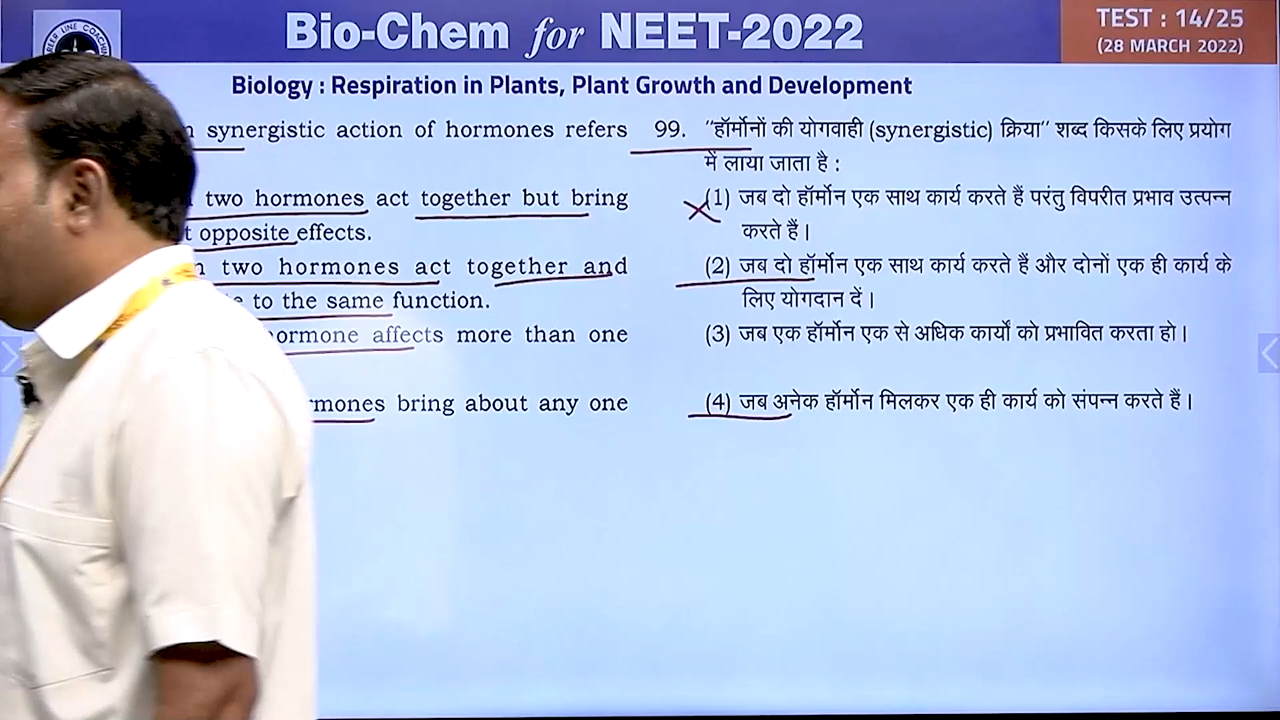 Bio-Chem for NEET-2022
TEST : 14/25
(28 MARCH 2022)
Biology : Respiration in Plants, Plant Growth and Development
synergistic action of hormones refers
two hormones act together but bring
opposite effects.
two hormones act together and
to the same function.
affects more than one
bring about any one
99. "हॉर्मोनों की योगवाही (synergistic) क्रिया" शब्द किसके लिए प्रयोग
में लाया जाता है :
(1) जब दो हॉर्मोन एक साथ कार्य करते हैं परंतु विपरीत प्रभाव उत्पन्न
करते हैं।
(2) जब दो हॉर्मोन एक साथ कार्य करते हैं और दोनों एक ही कार्य के
लिए योगदान दें।
(3) जब एक हॉर्मोन एक से अधिक कार्यों को प्रभावित करता हो।
(4) जब अनेक हॉर्मोन मिलकर एक ही कार्य को संपन्न करते हैं।